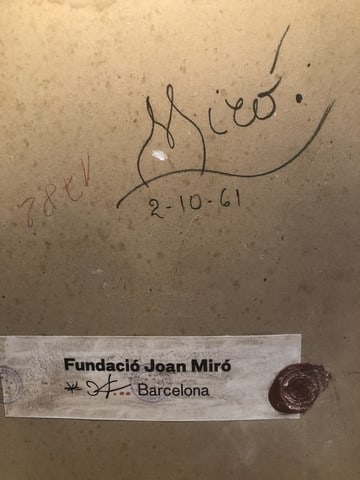 Miró.
2-10-61
Fundació Joan Miró
Barcelona